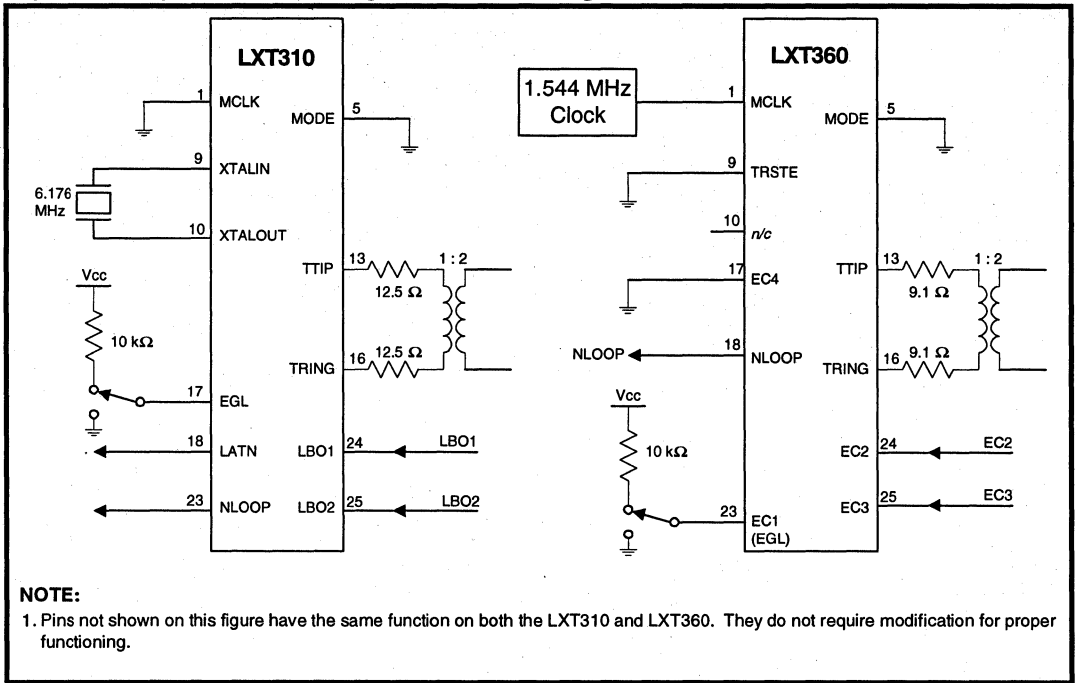 LXT310
1 MCLK
MODE 5
9 XTALIN
6.176
MHz
10 XTALOUT
TTIP 13 1 : 2
12.5 Ω
Vcc
10 kΩ
TRING 16 12.5 Ω
17 EGL
18 LATN
LBO1 24 LBO1
23 NLOOP
LBO2 25 LBO2
LXT360
1.544 MHz
Clock
1 MCLK
MODE 5
9 TRSTE
10 n/c
TTIP 13 1 : 2
9.1 Ω
17 EC4
NLOOP 18 NLOOP
TRING 16 9.1 Ω
Vcc
10 kΩ
EC2 24 EC2
EC3 25 EC3
23 EC1
(EGL)
NOTE:
1. Pins not shown on this figure have the same function on both the LXT310 and LXT360. They do not require modification for proper
functioning.